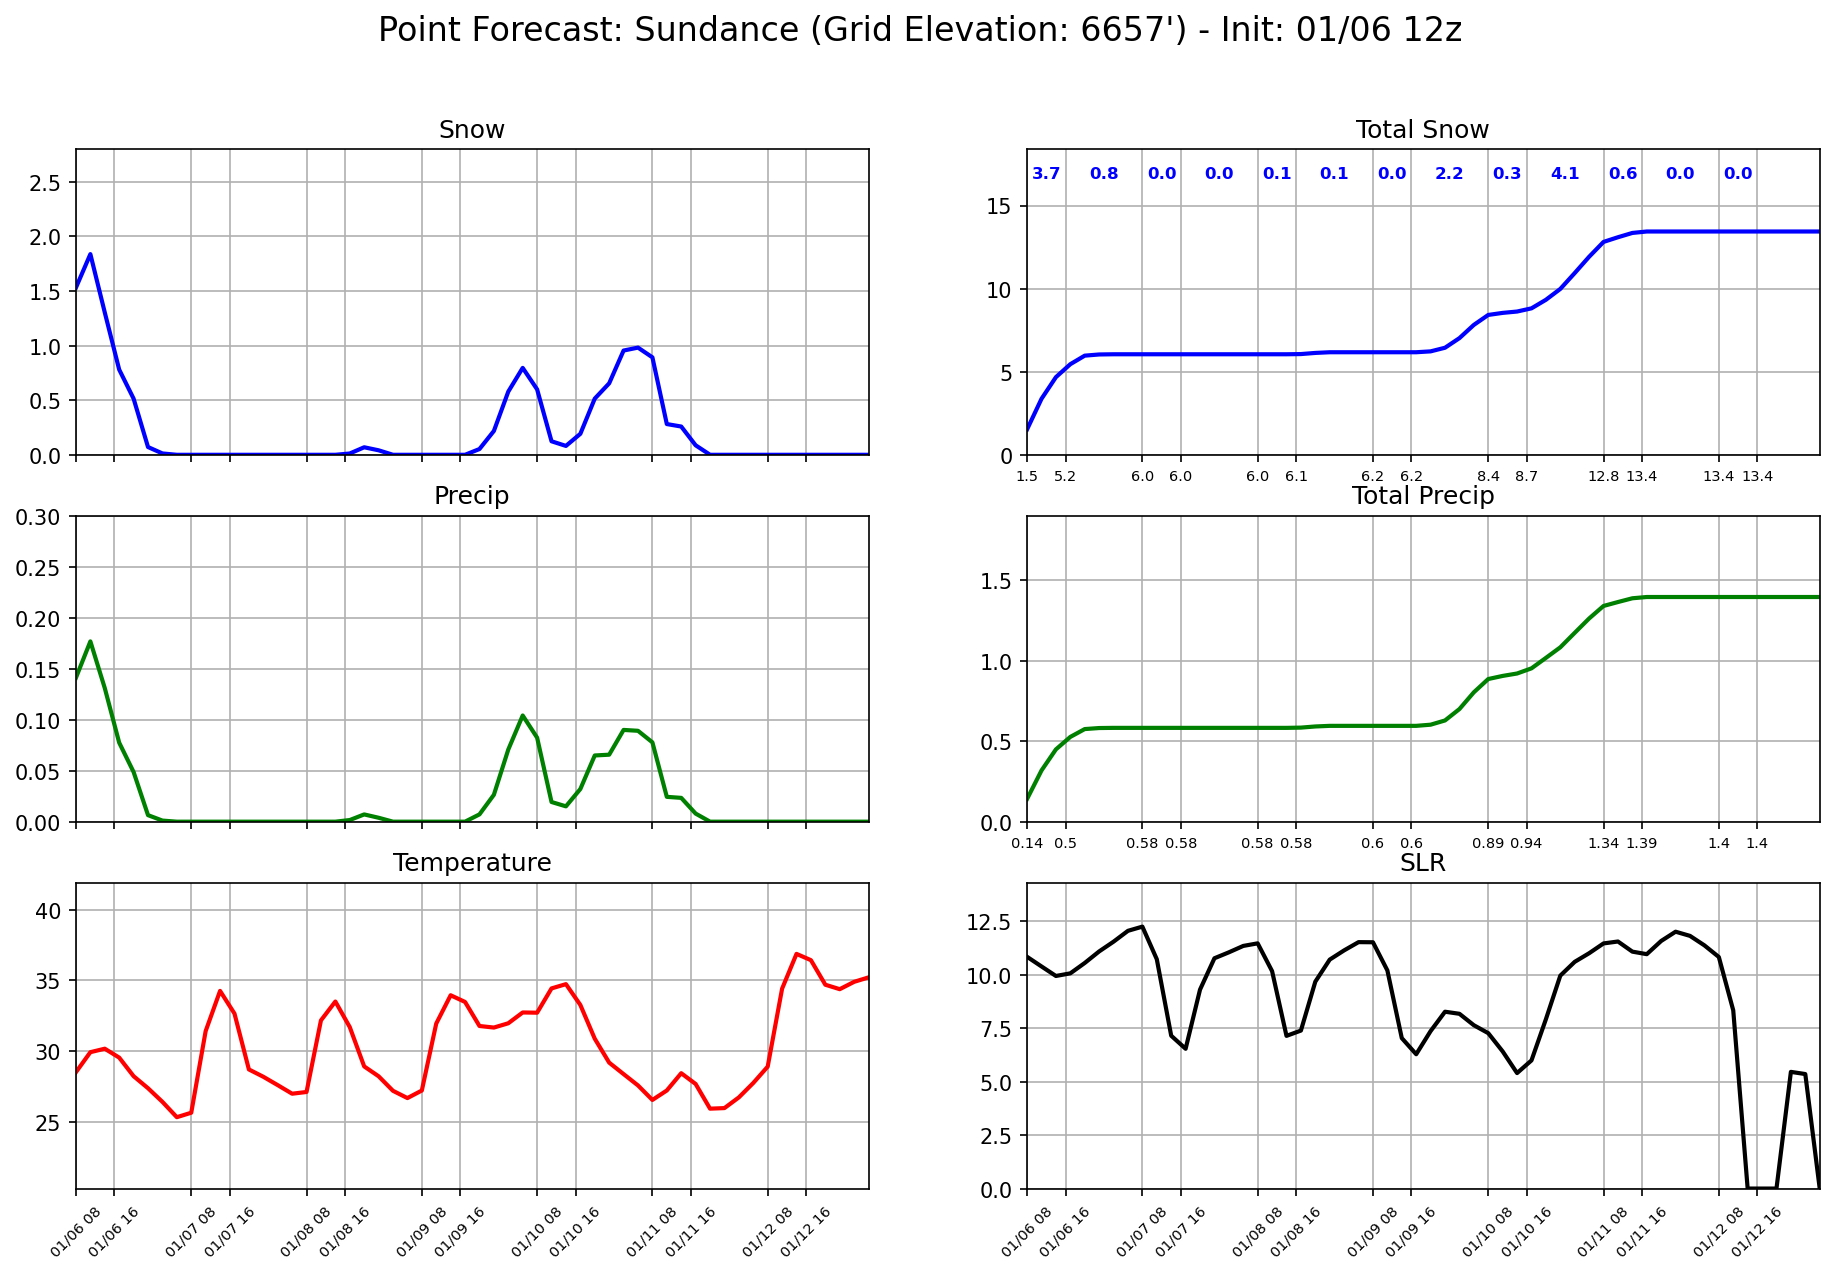 Point Forecast: Sundance (Grid Elevation: 6657') - Init: 01/06 12z
Snow
2.5
2.0
1.5
1.0
0.5
0.0
Total Snow
3.7 0.8 0.0 0.0 0.1 0.1 0.0 2.2 0.3 4.1 0.6 0.0 0.0
15
10
5
0
1.5 5.2 6.0 6.0 6.0 6.1 6.2 6.2 8.4 8.7 12.8 13.4 13.4 13.4
Precip
0.30
0.25
0.20
0.15
0.10
0.05
0.00
Total Precip
1.5
1.0
0.5
0.0
0.14 0.5 0.58 0.58 0.58 0.58 0.6 0.6 0.89 0.94 1.34 1.39 1.4 1.4
Temperature
40
35
30
25
01/06 08 01/06 16 01/07 08 01/07 16 01/08 08 01/08 16 01/09 08 01/09 16 01/10 08 01/10 16 01/11 08 01/11 16 01/12 08 01/12 16
SLR
12.5
10.0
7.5
5.0
2.5
0.0
01/06 08 01/06 16 01/07 08 01/07 16 01/08 08 01/08 16 01/09 08 01/09 16 01/10 08 01/10 16 01/11 08 01/11 16 01/12 08 01/12 16